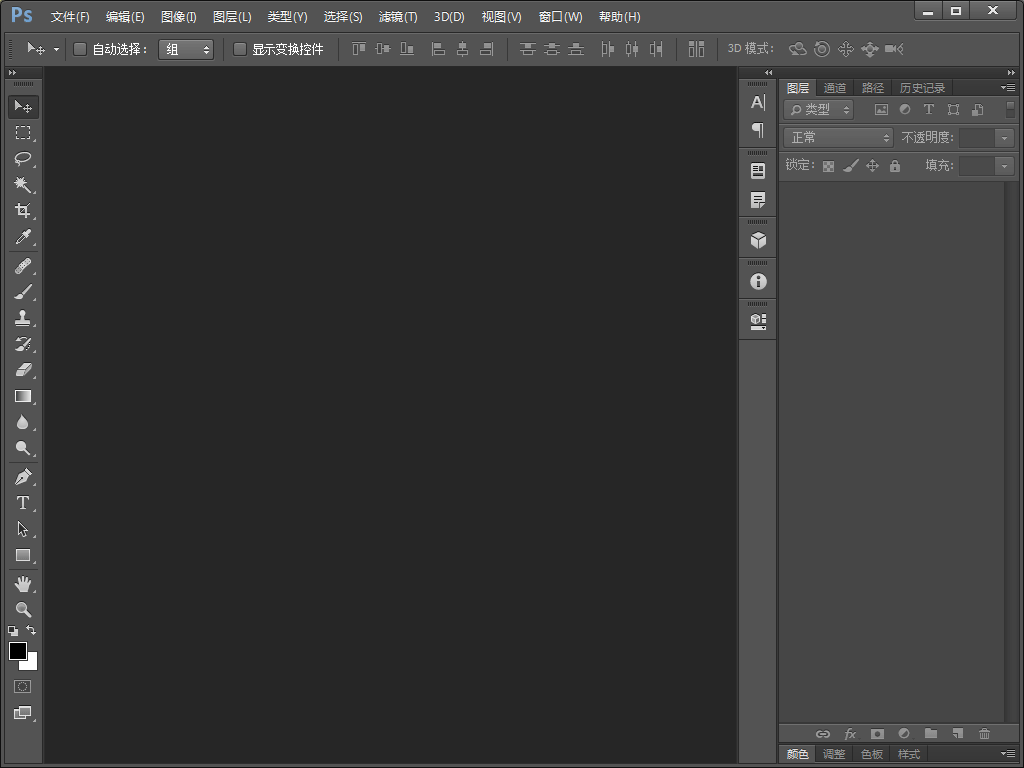 Ps 文件(F) 编辑(E) 图像(I) 图层(L) 类型(Y) 选择(S) 滤镜(T) 3D(D) 视图(V) 窗口(W) 帮助(H)
自动选择： 组 显示变换控件 3D 模式：
图层 通道 路径 历史记录
类型 T
A
正常 不透明度:
锁定: 填充:
T
fx
颜色 调整 色板 样式